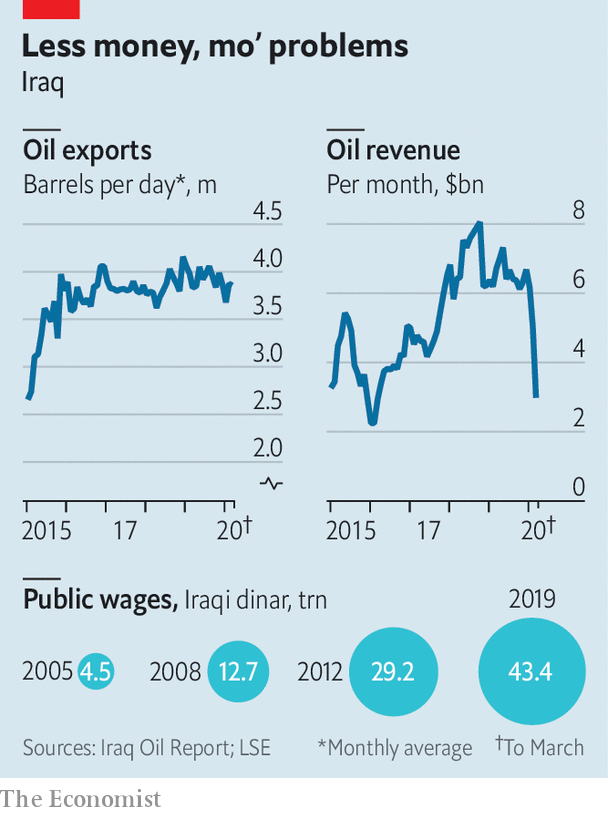 Less money, mo’ problems
Iraq
Oil exports
Barrels per day*, m
4.5
4.0
3.5
3.0
2.5
2.0
2015 17 20†
Oil revenue
Per month, $bn
8
6
4
2
0
2015 17 20†
Public wages, Iraqi dinar, trn
2005 4.5
2008 12.7
2012 29.2
2019
43.4
Sources: Iraq Oil Report; LSE *Monthly average †To March
The Economist